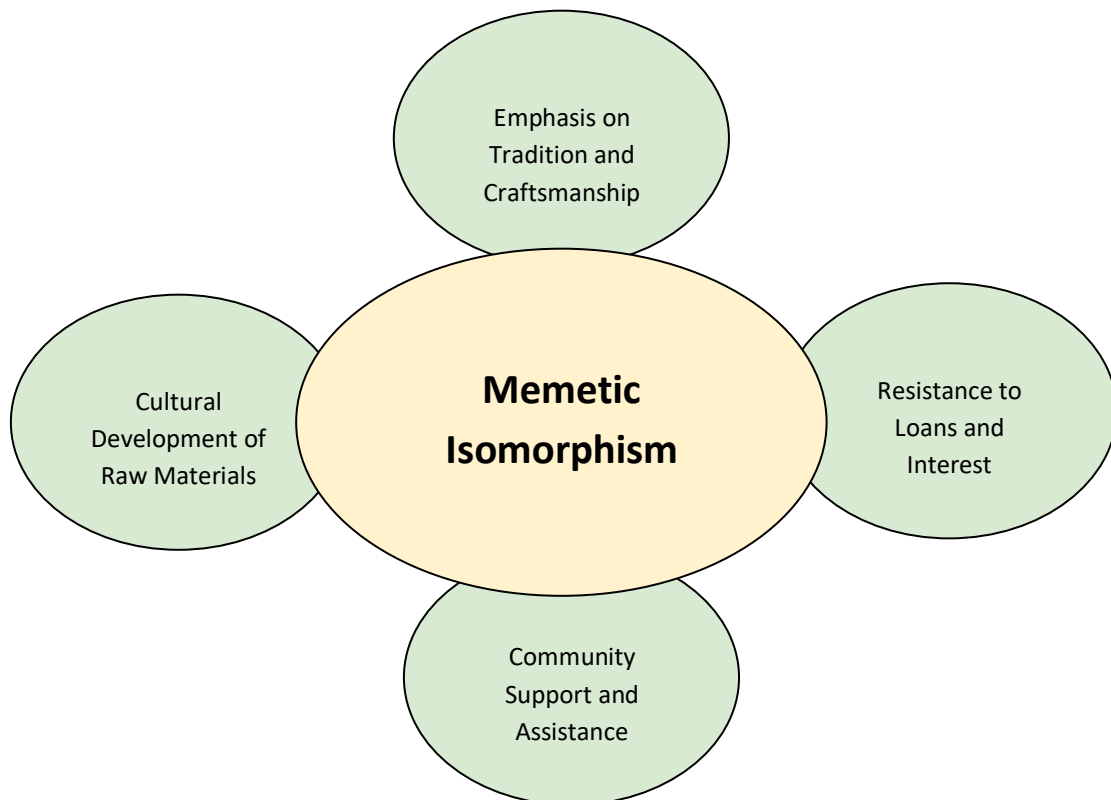 Emphasis on
Tradition and
Craftsmanship
Cultural
Development of
Raw Materials
Memetic
Isomorphism
Resistance to
Loans and
Interest
Community
Support and
Assistance